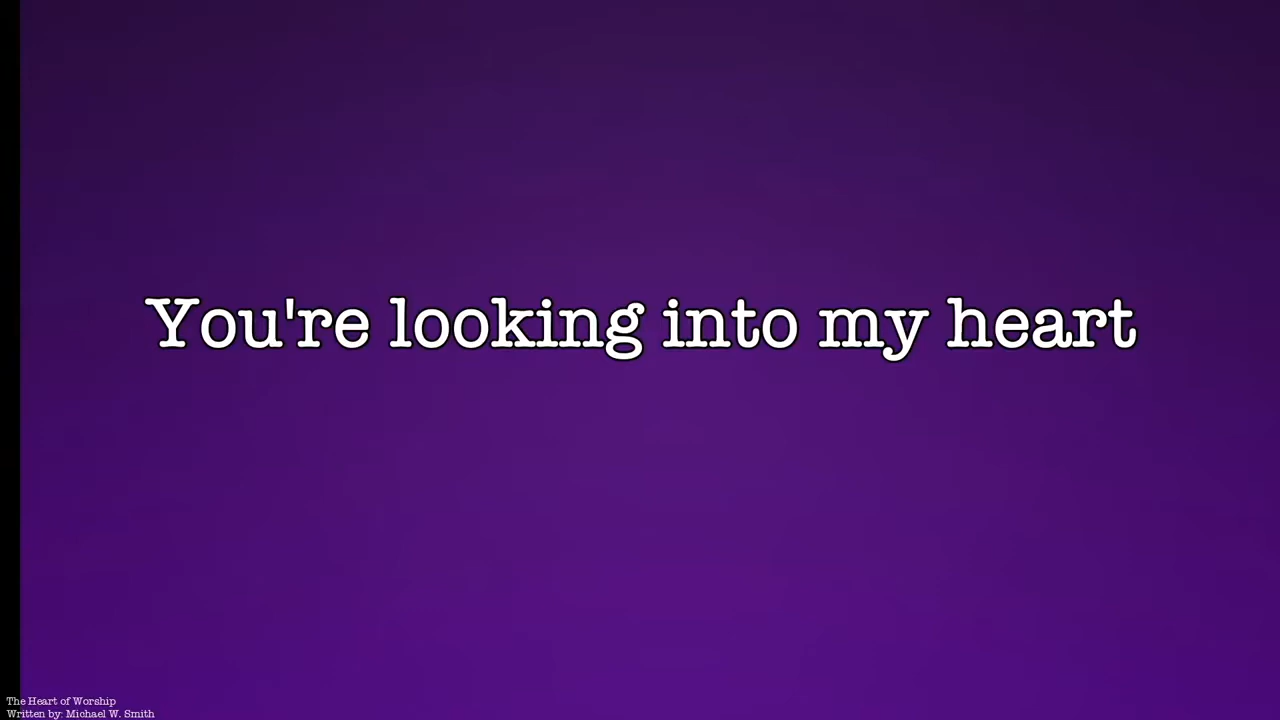 You're looking into my heart
The Heart of Worship
Written by: Michael W. Smith